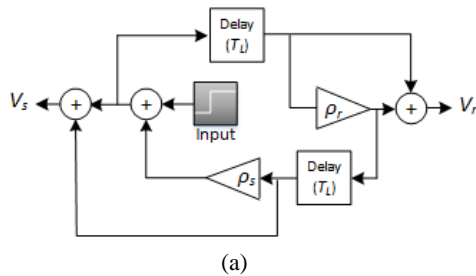 Delay
(T_L)
V_s
+
+
Input
ρ_r
+
V_r
ρ_s
Delay
(T_L)
(a)